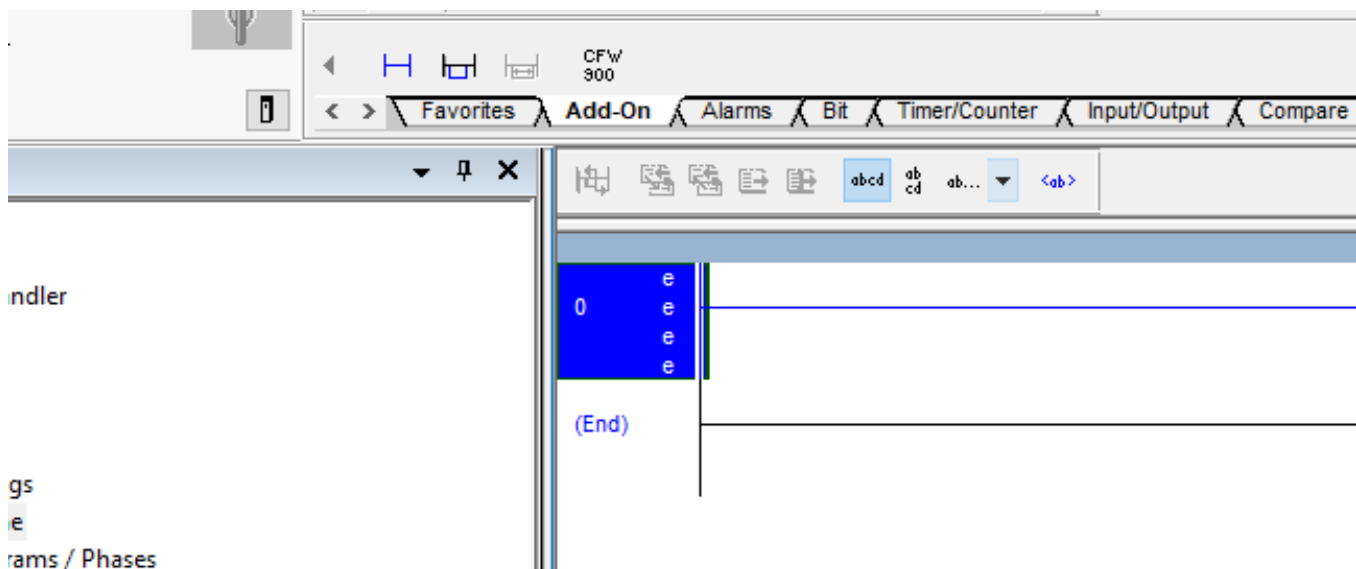 CFW
900
Favorites Add-On Alarms Bit Timer/Counter Input/Output Compare
abcd ab cd ab... <ab>
0 e
e
e
e
(End)
ndler
gs
e
rams / Phases